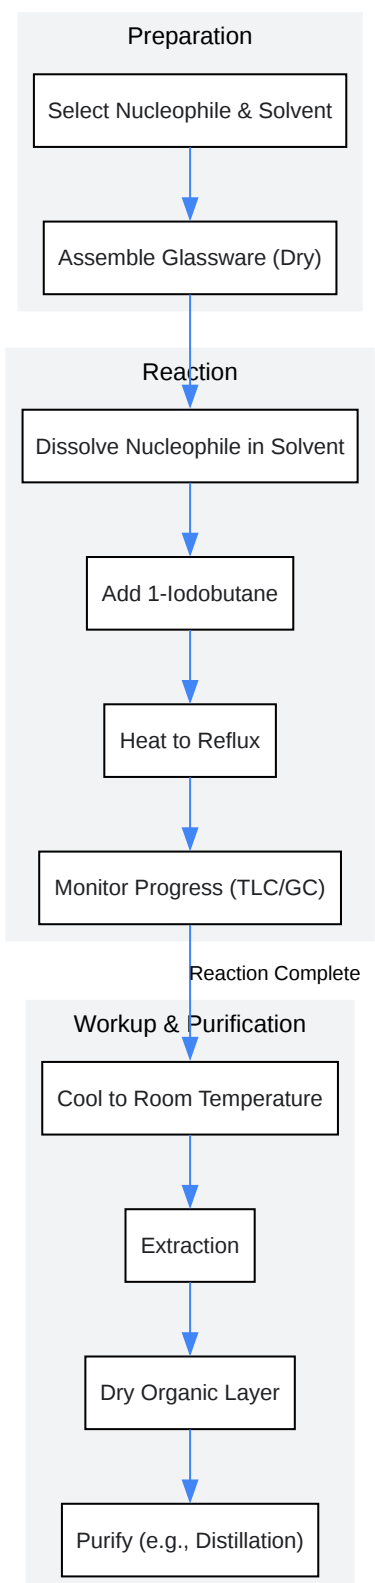 Preparation
Select Nucleophile & Solvent
Assemble Glassware (Dry)
Reaction
Dissolve Nucleophile in Solvent
Add 1-Iodobutane
Heat to Reflux
Monitor Progress (TLC/GC)
Reaction Complete
Workup & Purification
Cool to Room Temperature
Extraction
Dry Organic Layer
Purify (e.g., Distillation)